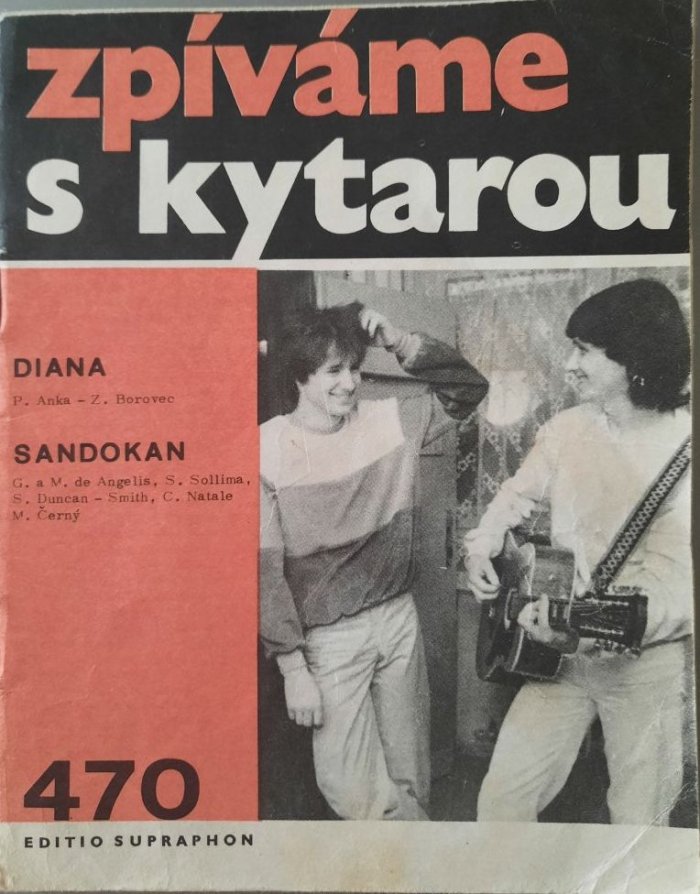 zpíváme
s kytarou
DIANA
P. Anka - Z. Borovec
SANDOKAN
G. a M. de Angelis, S. Sollima,
S. Duncan - Smith, C. Natale
M. Černý
470
EDITIO SUPRAPHON